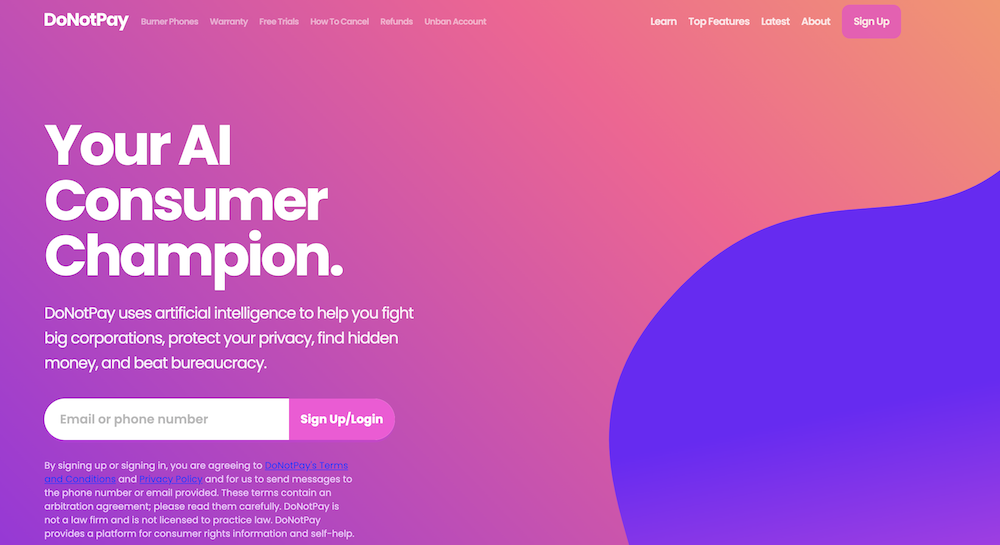 DoNotPay Burner Phones Warranty Free Trials How To Cancel Refunds Unban Account Learn Top Features Latest About Sign Up
Your AI
Consumer
Champion.
DoNotPay uses artificial intelligence to help you fight
big corporations, protect your privacy, find hidden
money, and beat bureaucracy.
Email or phone number Sign Up/Login
By signing up or signing in, you are agreeing to DoNotPay's Terms
and Conditions and Privacy Policy and for us to send messages to
the phone number or email provided. These terms contain an
arbitration agreement; please read them carefully. DoNotPay is
not a law firm and is not licensed to practice law. DoNotPay
provides a platform for consumer rights information and self-help.